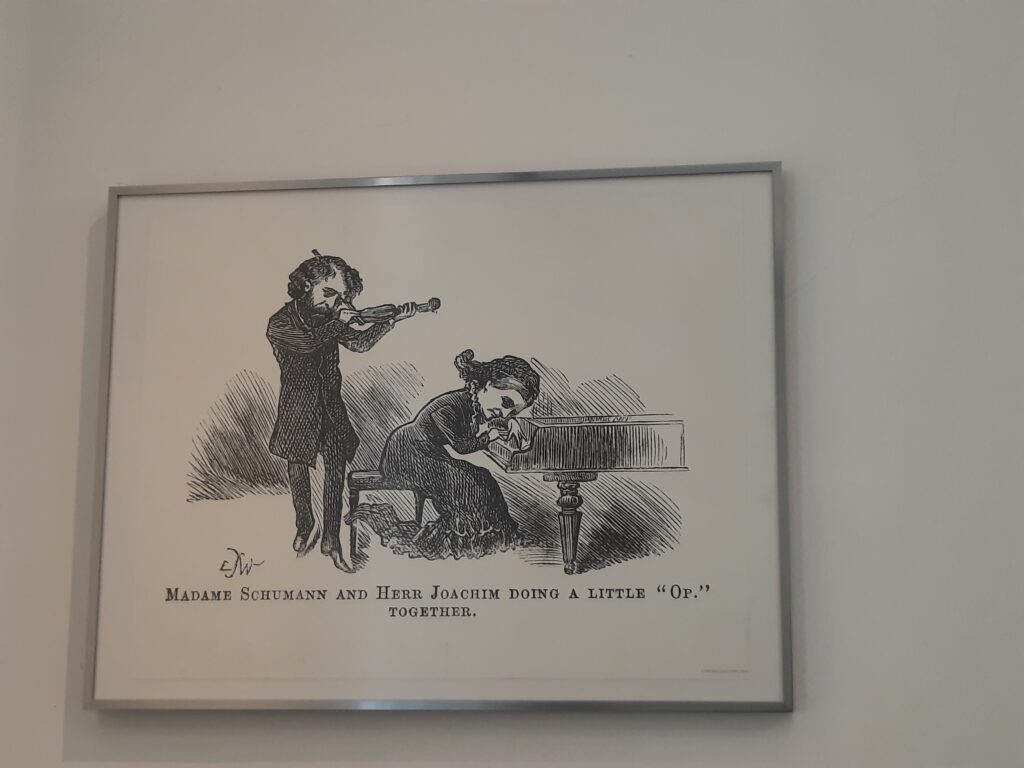 MADAME SCHUMANN AND HERR JOACHIM DOING A LITTLE "OP."
TOGETHER.